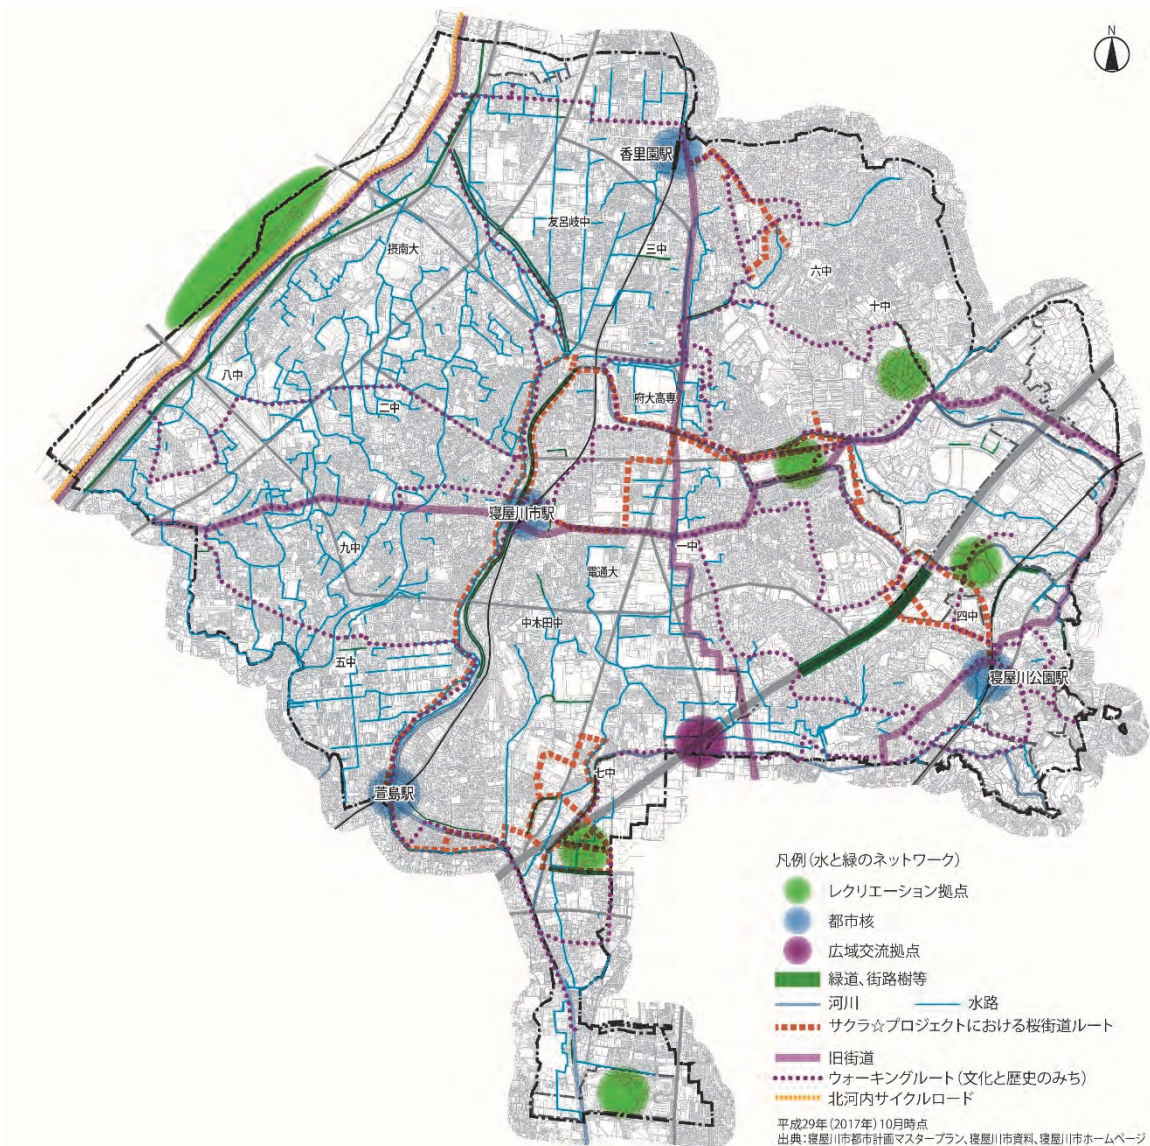 N
香里園駅
友呂岐中
摂南大
三中
六中
十中
八中
二中
府大高専
寝屋川市駅
一中
九中
電通大
四中
中木田中
五中
寝屋川公園駅
七中
萱島駅
凡例(水と緑のネットワーク)
レクリエーション拠点
都市核
広域交流拠点
緑道、街路樹等
河川 水路
サクラ☆プロジェクトにおける桜街道ルート
旧街道
ウォーキングルート(文化と歴史のみち)
北河内サイクルロード
平成29年(2017年)10月時点
出典:寝屋川市都市計画マスタープラン、寝屋川市資料、寝屋川市ホームページ